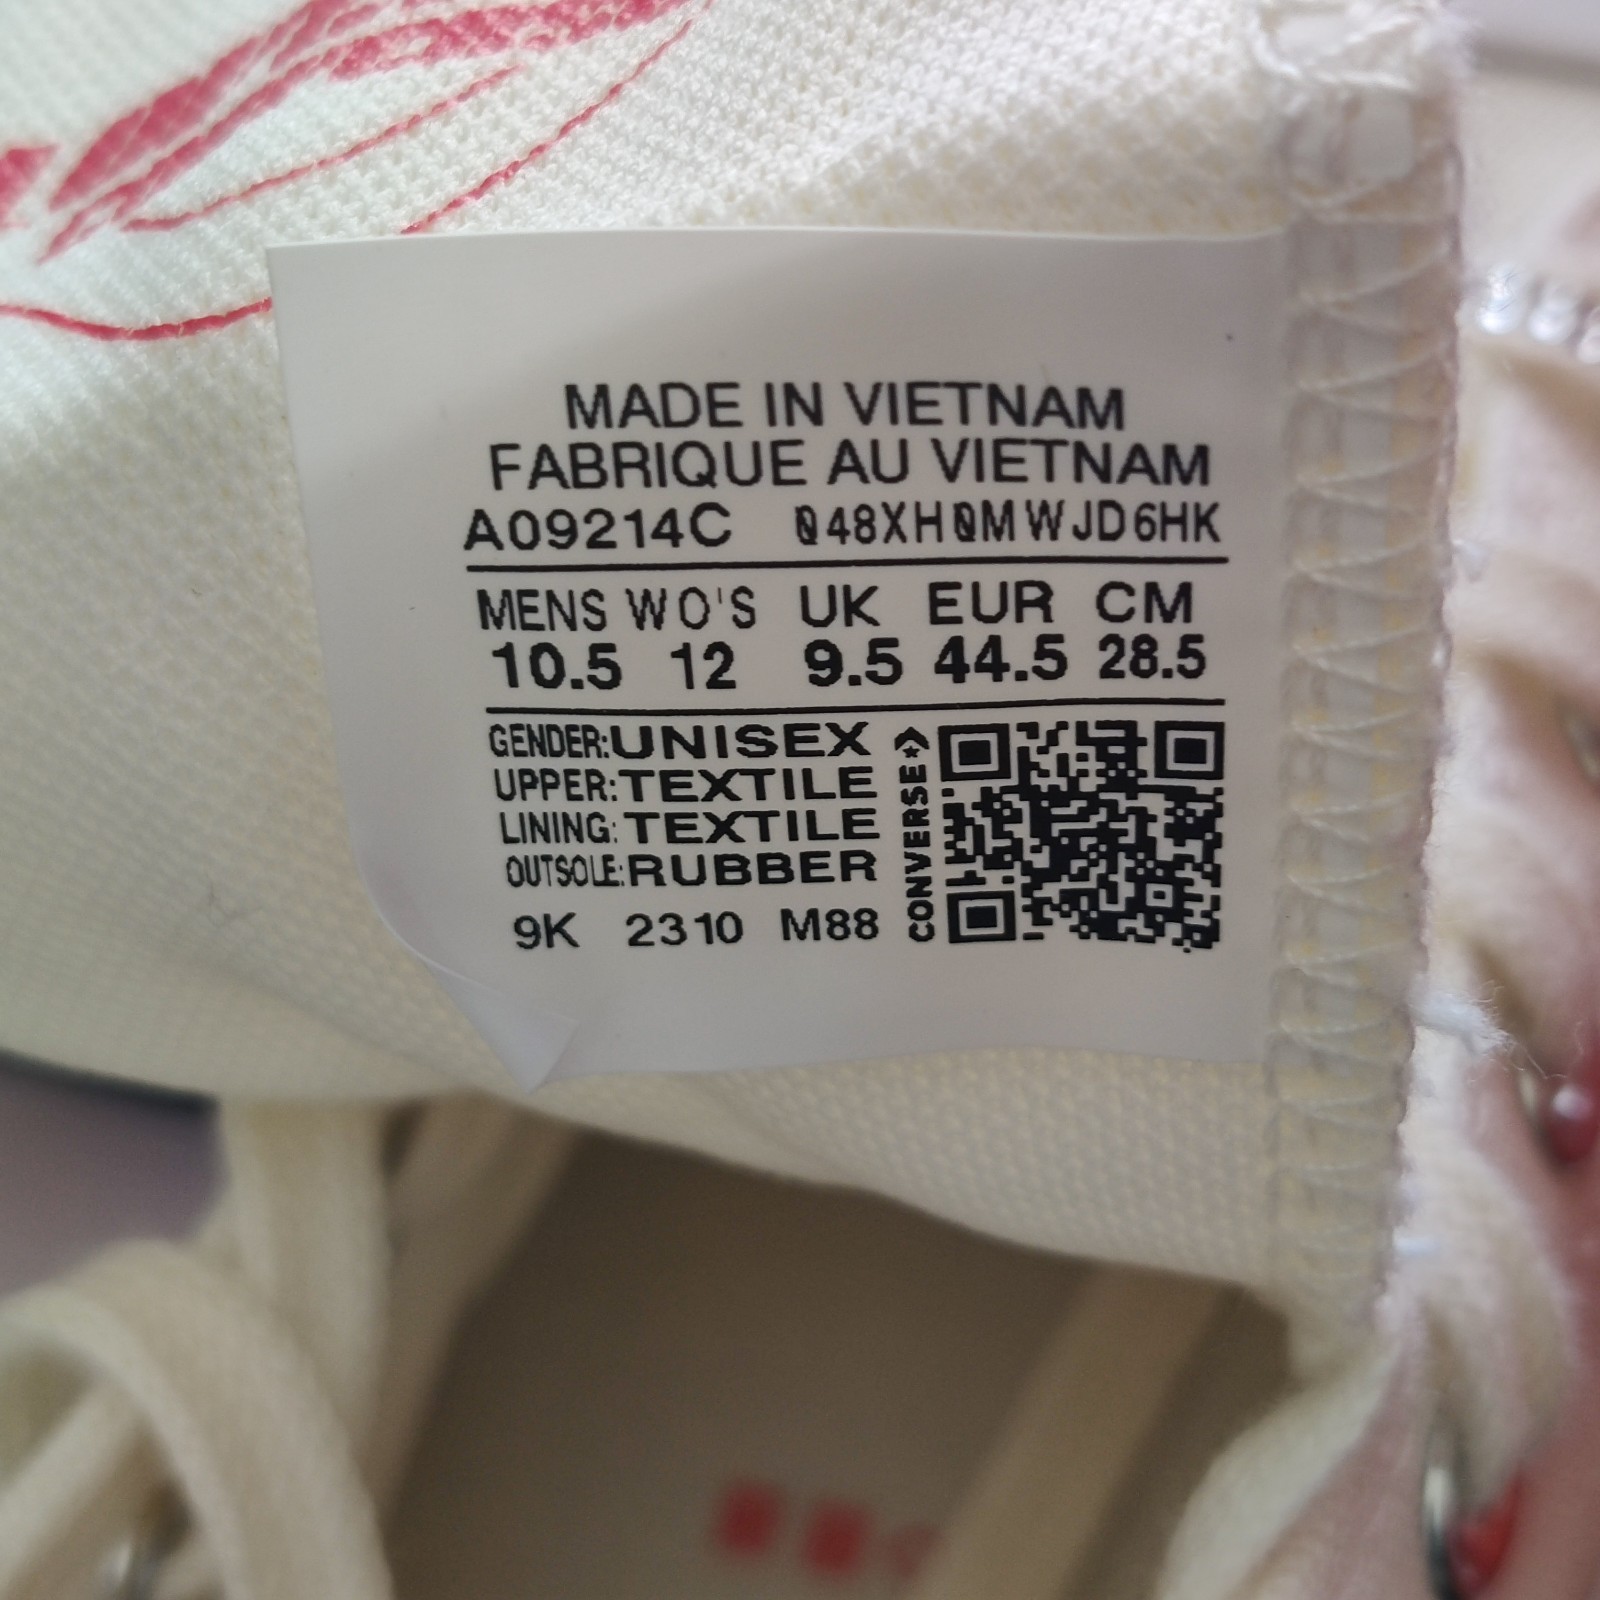 MADE IN VIETNAM
FABRIQUE AU VIETNAM
A09214C 048XH0MWJD6HK
MENS WO'S UK EUR CM
10.5 12 9.5 44.5 28.5
GENDER:UNISEX
UPPER:TEXTILE
LINING:TEXTILE
OUTSOLE:RUBBER
9K 2310 M88
CONVERSE